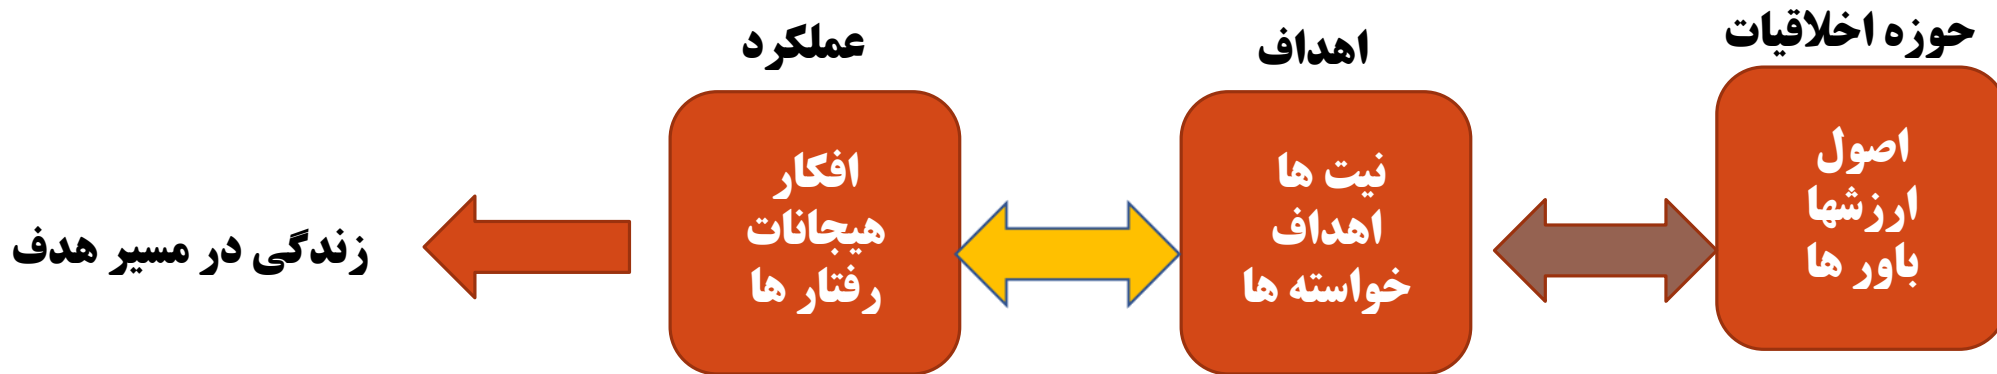 حوزه اخلاقیات
اصول
ارزشها
باور ها
اهداف
نیت ها
اهداف
خواسته ها
عملکرد
افکار
هیجانات
رفتار ها
زندگی در مسیر هدف